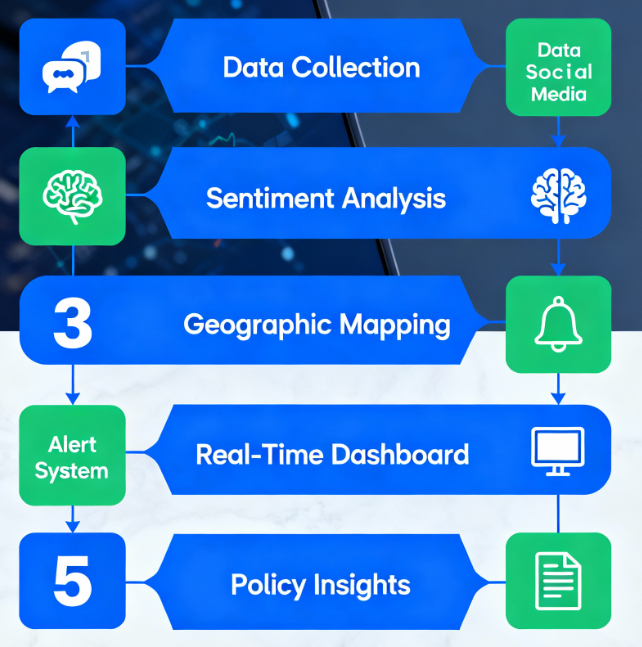 Data Collection
Data
Social
Media
Sentiment Analysis
3
Geographic Mapping
Alert
System
Real-Time Dashboard
5
Policy Insights